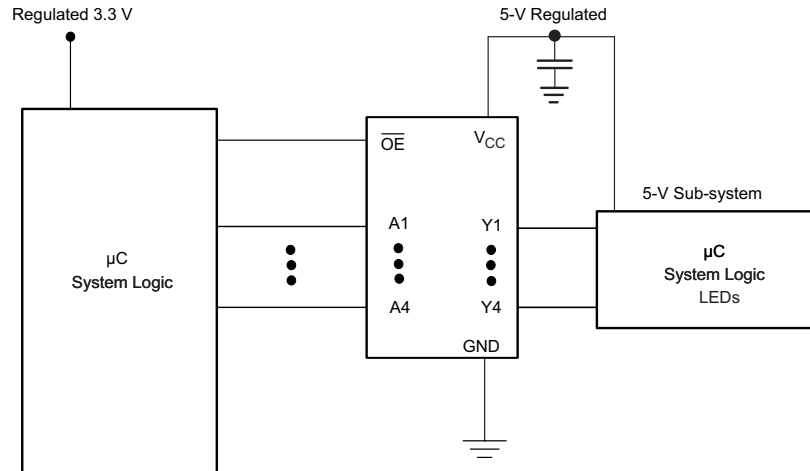 Regulated 3.3 V
5-V Regulated
OE
VCC
5-V Sub-system
A1
Y1
µC
System Logic
µC
System Logic
LEDs
A4
Y4
GND